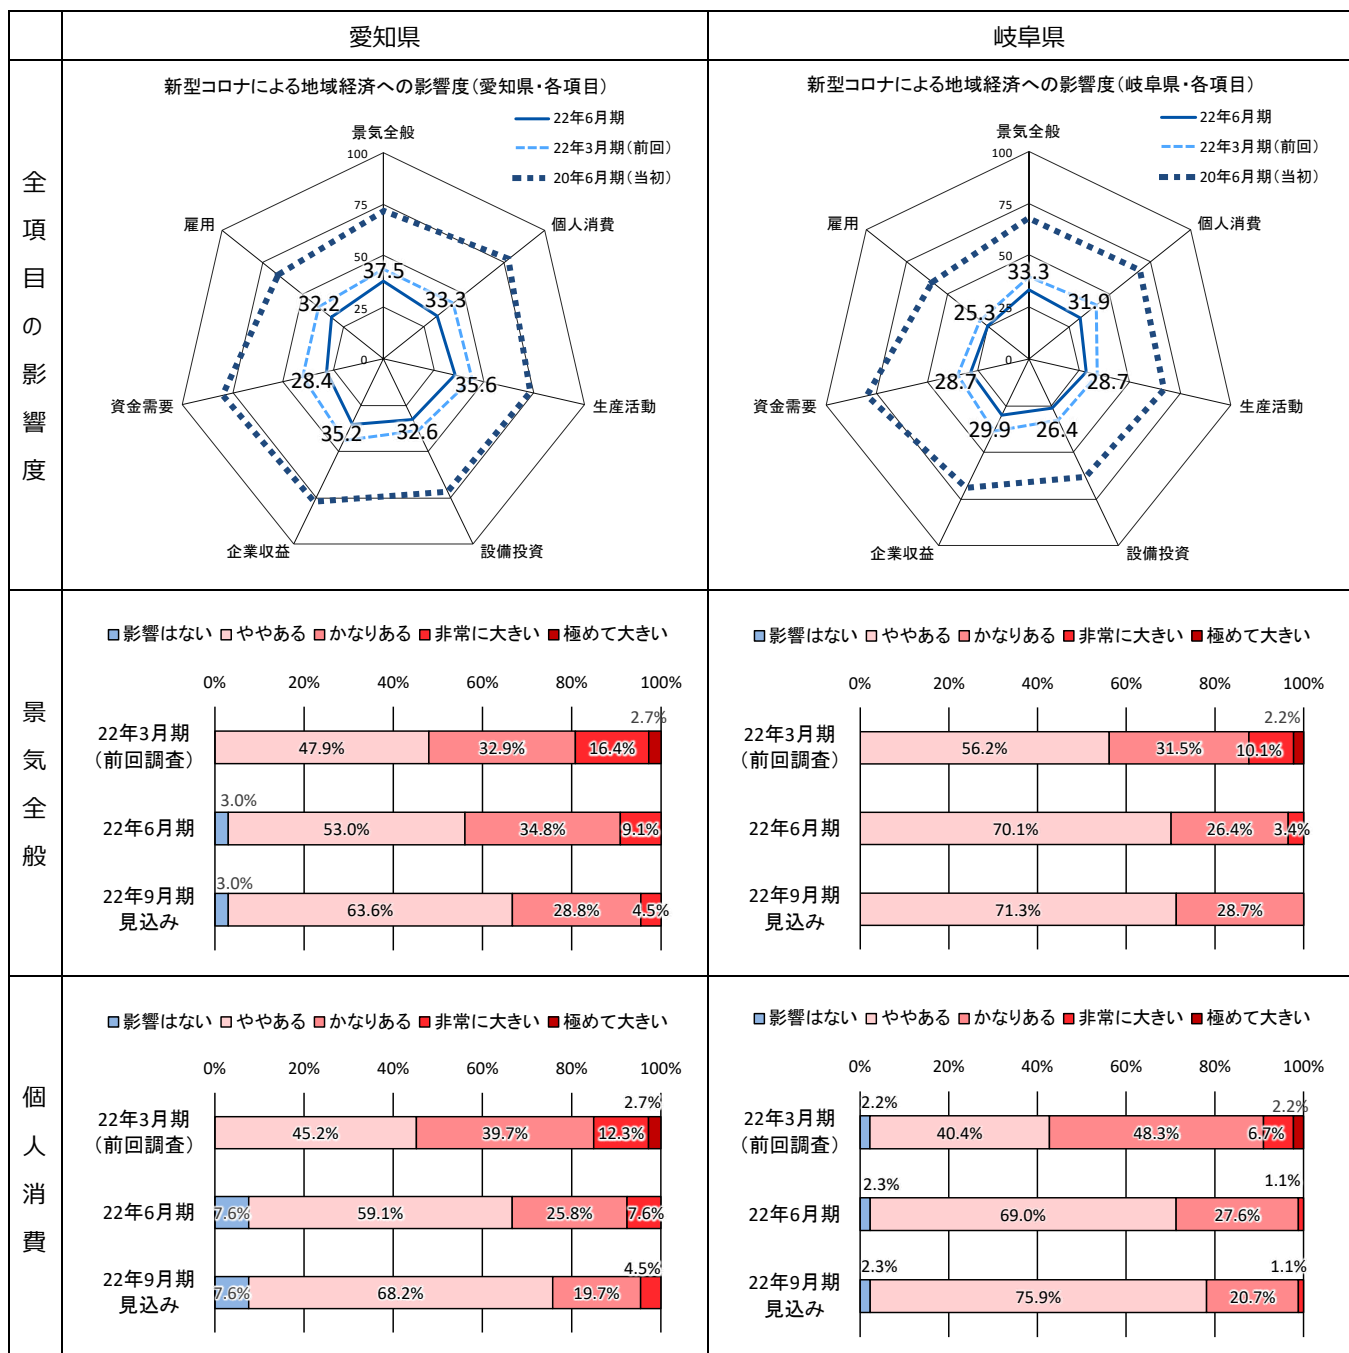 愛知県
岐阜県
全項目の影響度
新型コロナによる地域経済への影響度(愛知県・各項目)
22年6月期
22年3月期(前回)
20年6月期(当初)
景気全般
個人消費
生産活動
設備投資
企業収益
資金需要
雇用
100
75
50
25
0
37.5
33.3
35.6
32.6
35.2
28.4
32.2
新型コロナによる地域経済への影響度(岐阜県・各項目)
22年6月期
22年3月期(前回)
20年6月期(当初)
景気全般
個人消費
生産活動
設備投資
企業収益
資金需要
雇用
100
75
50
25
0
33.3
31.9
28.7
26.4
29.9
28.7
25.3
景気全般
影響はない ややある かなりある 非常に大きい 極めて大きい
0% 20% 40% 60% 80% 100%
2.7%
22年3月期
(前回調査)
47.9% 32.9% 16.4%
3.0%
22年6月期
53.0% 34.8% 9.1%
3.0%
22年9月期
見込み
63.6% 28.8% 4.5%
影響はない ややある かなりある 非常に大きい 極めて大きい
0% 20% 40% 60% 80% 100%
2.2%
22年3月期
(前回調査)
56.2% 31.5% 10.1%
22年6月期
70.1% 26.4% 3.4%
22年9月期
見込み
71.3% 28.7%
個人消費
影響はない ややある かなりある 非常に大きい 極めて大きい
0% 20% 40% 60% 80% 100%
2.7%
22年3月期
(前回調査)
45.2% 39.7% 12.3%
22年6月期
7.6% 59.1% 25.8% 7.6%
4.5%
22年9月期
見込み
7.6% 68.2% 19.7%
影響はない ややある かなりある 非常に大きい 極めて大きい
0% 20% 40% 60% 80% 100%
2.2% 2.2%
22年3月期
(前回調査)
40.4% 48.3% 6.7%
2.3% 1.1%
22年6月期
69.0% 27.6%
2.3% 1.1%
22年9月期
見込み
75.9% 20.7%